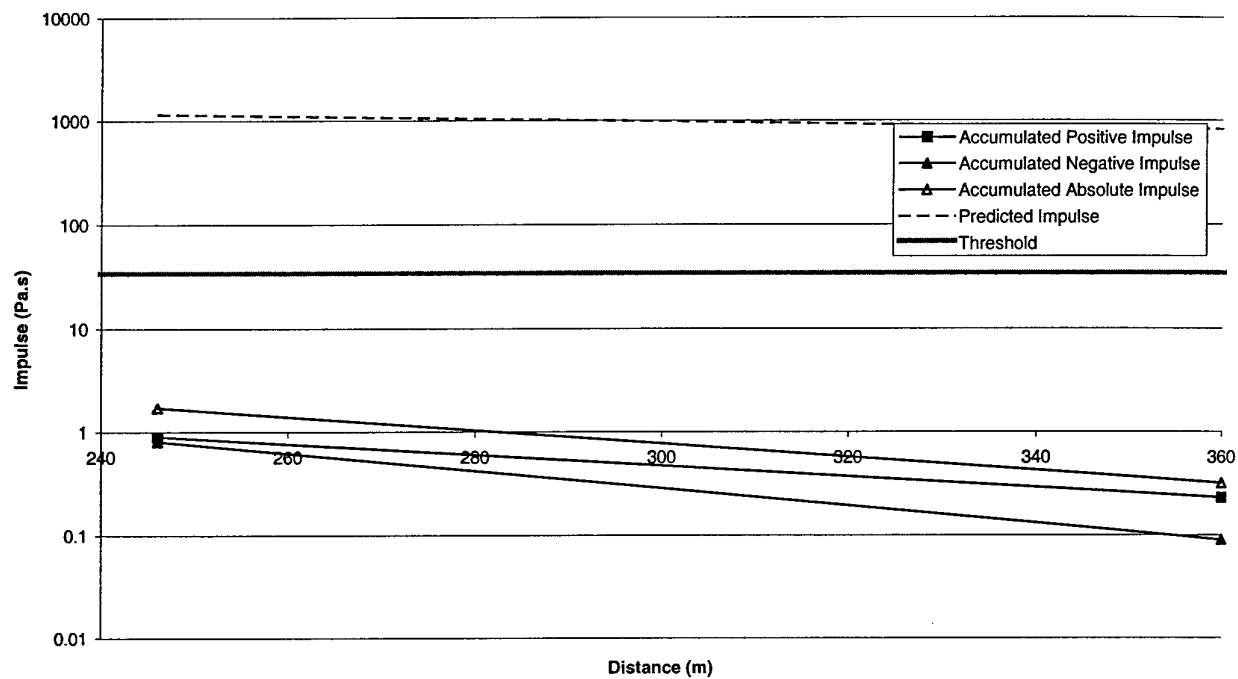 10000
1000
100
10
1
0.1
0.01
Impulse (Pa.s)
240 260 280 300 320 340 360
Distance (m)
Accumulated Positive Impulse
Accumulated Negative Impulse
Accumulated Absolute Impulse
Predicted Impulse
Threshold